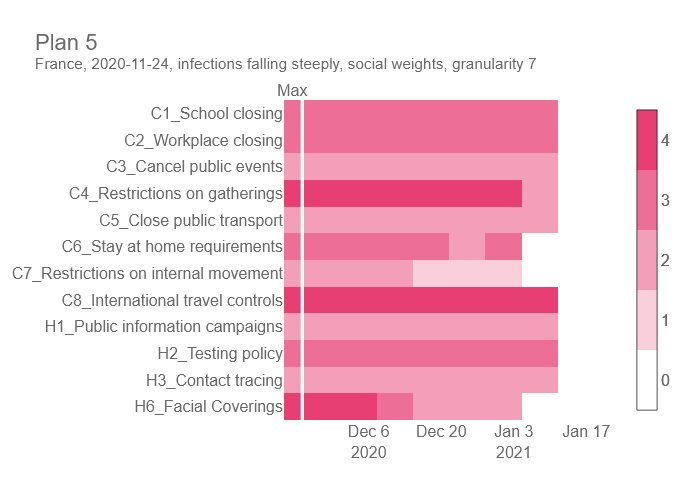 Plan 5
France, 2020-11-24, infections falling steeply, social weights, granularity 7
Max
C1_School closing
C2_Workplace closing
C3_Cancel public events
C4_Restrictions on gatherings
C5_Close public transport
C6_Stay at home requirements
C7_Restrictions on internal movement
C8_International travel controls
H1_Public information campaigns
H2_Testing policy
H3_Contact tracing
H6_Facial Coverings
Dec 6 Dec 20 Jan 3 Jan 17
2020 2021
4
3
2
1
0